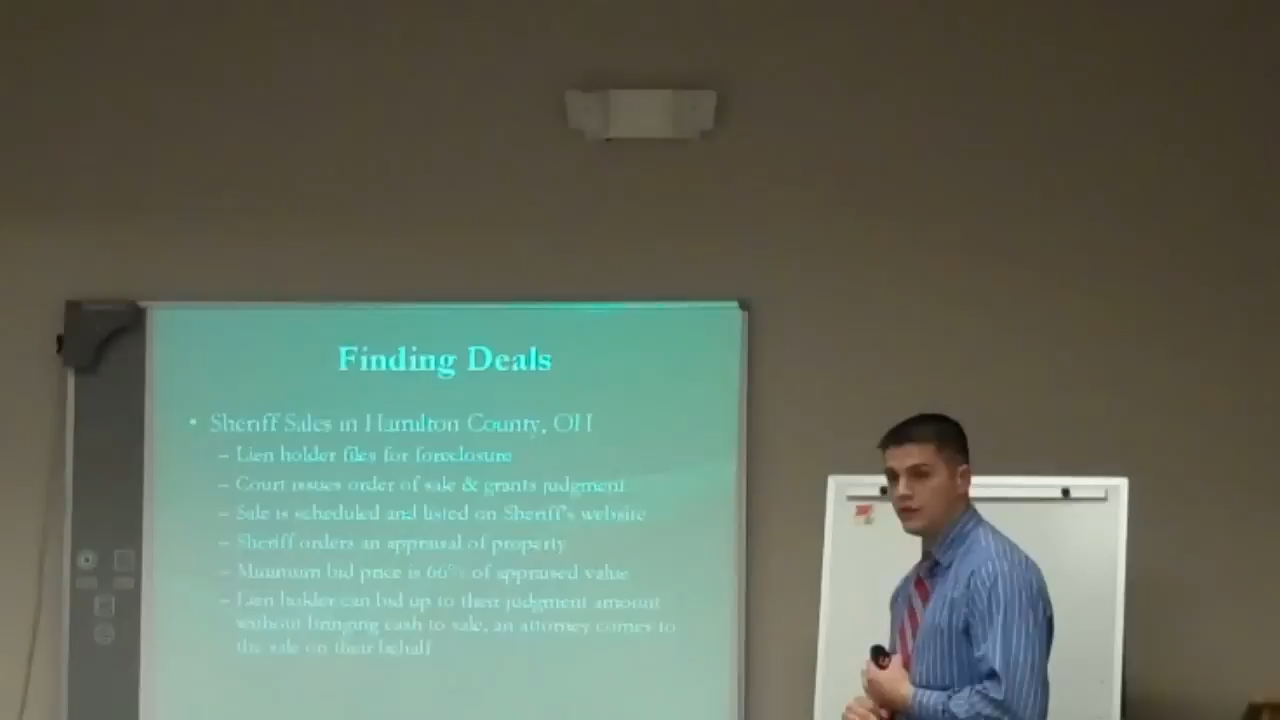 Finding Deals
• Sheriff Sales in Hamilton County, OH
– Lien holder files for foreclosure
– Court issues order of sale & grants judgment
– Sale is scheduled and listed on Sheriff's website
– Sheriff orders an appraisal of property
– Minimum bid price is 66% of appraised value
– Lien holder can bid up to their judgment amount
without bringing cash to sale, an attorney comes to
the sale on their behalf